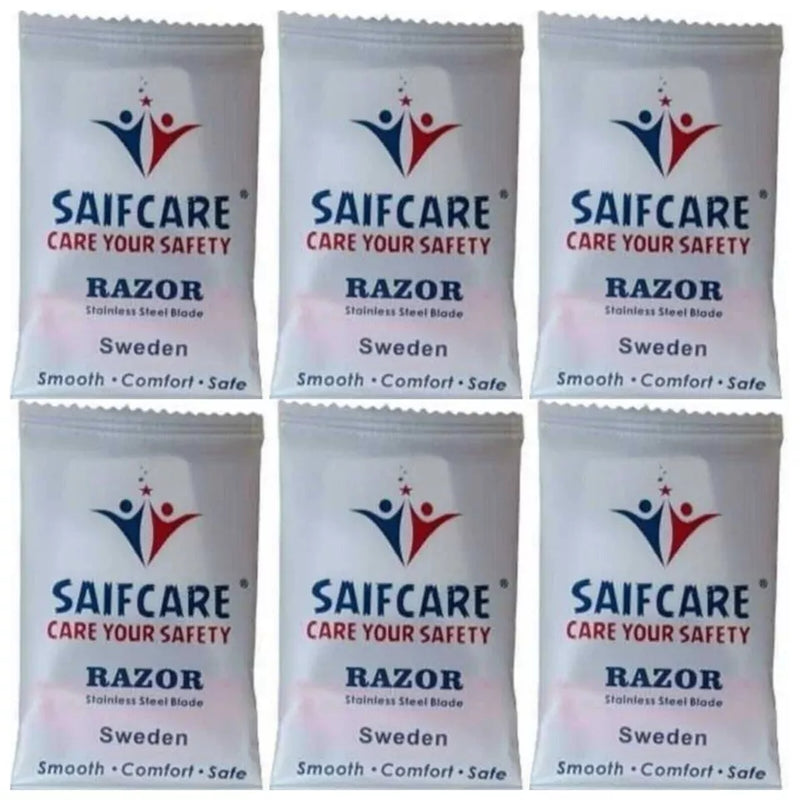 SAIFCARE ®
CARE YOUR SAFETY
RAZOR
Stainless Steel Blade
Sweden
Smooth • Comfort • Safe
SAIFCARE ®
CARE YOUR SAFETY
RAZOR
Stainless Steel Blade
Sweden
Smooth • Comfort • Safe
SAIFCARE ®
CARE YOUR SAFETY
RAZOR
Stainless Steel Blade
Sweden
Smooth • Comfort • Safe
SAIFCARE ®
CARE YOUR SAFETY
RAZOR
Stainless Steel Blade
Sweden
Smooth • Comfort • Safe
SAIFCARE ®
CARE YOUR SAFETY
RAZOR
Stainless Steel Blade
Sweden
Smooth • Comfort • Safe
SAIFCARE ®
CARE YOUR SAFETY
RAZOR
Stainless Steel Blade
Sweden
Smooth • Comfort • Safe